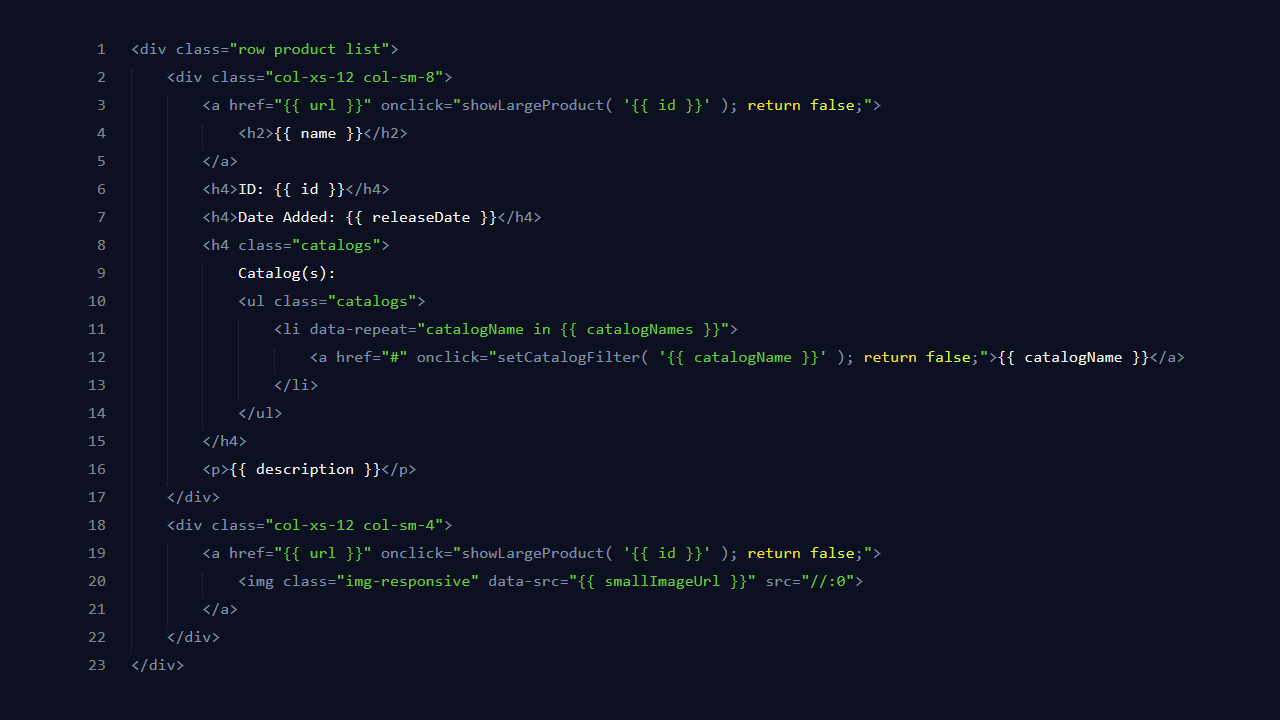 1 <div class="row product list">
2 <div class="col-xs-12 col-sm-8">
3 <a href="{{ url }}" onclick="showLargeProduct( '{{ id }}' ); return false;">
4 <h2>{{ name }}</h2>
5 </a>
6 <h4>ID: {{ id }}</h4>
7 <h4>Date Added: {{ releaseDate }}</h4>
8 <h4 class="catalogs">
9 Catalog(s):
10 <ul class="catalogs">
11 <li data-repeat="catalogName in {{ catalogNames }}">
12 <a href="#" onclick="setCatalogFilter( '{{ catalogName }}' ); return false;">{{ catalogName }}</a>
13 </li>
14 </ul>
15 </h4>
16 <p>{{ description }}</p>
17 </div>
18 <div class="col-xs-12 col-sm-4">
19 <a href="{{ url }}" onclick="showLargeProduct( '{{ id }}' ); return false;">
20 <img class="img-responsive" data-src="{{ smallImageUrl }}" src="//:0">
21 </a>
22 </div>
23 </div>